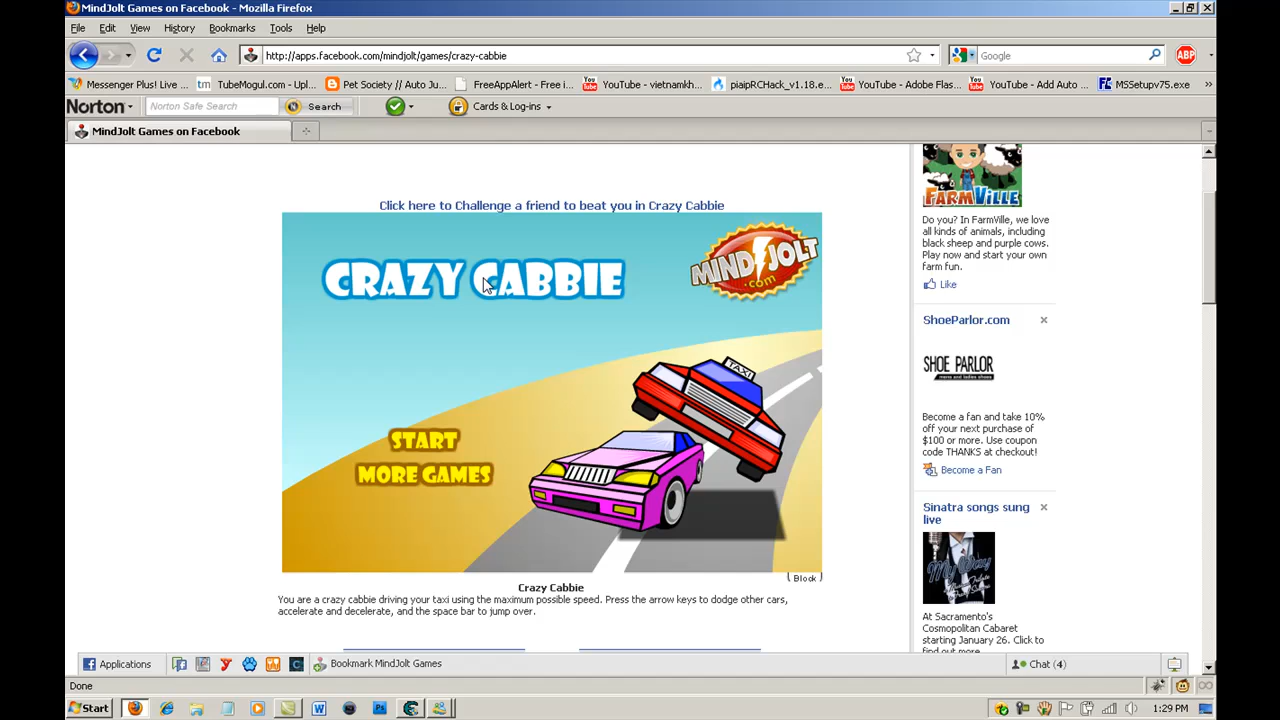 MindJolt Games on Facebook - Mozilla Firefox
File Edit View History Bookmarks Tools Help
http://apps.facebook.com/mindjolt/games/crazy-cabbie
Google
ABP
Messenger Plus! Live ...
TubeMogul.com - Upl...
Pet Society // Auto Ju...
FreeAppAlert - Free i...
YouTube - vietnamkh...
piaipRCHack_v1.18.e...
YouTube - Adobe Flas...
YouTube - Add Auto ...
MSSetupv75.exe
Norton
Norton Safe Search
Search
Cards & Log-ins
MindJolt Games on Facebook
Click here to Challenge a friend to beat you in Crazy Cabbie
CRAZY CABBIE
MINDJOLT
.com
TAXI
START
MORE GAMES
Block
Crazy Cabbie
You are a crazy cabbie driving your taxi using the maximum possible speed. Press the arrow keys to dodge other cars,
accelerate and decelerate, and the space bar to jump over.
FARMVILLE
Do you? In FarmVille, we love
all kinds of animals, including
black sheep and purple cows.
Play now and start your own
farm fun.
Like
ShoeParlor.com
SHOE PARLOR
Become a fan and take 10%
off your next purchase of
$100 or more. Use coupon
code THANKS at checkout!
Become a Fan
Sinatra songs sung
live
My Way
At Sacramento's
Cosmopolitan Cabaret
starting January 26. Click to
Applications
Bookmark MindJolt Games
Chat (4)
Done
Start
1:29 PM